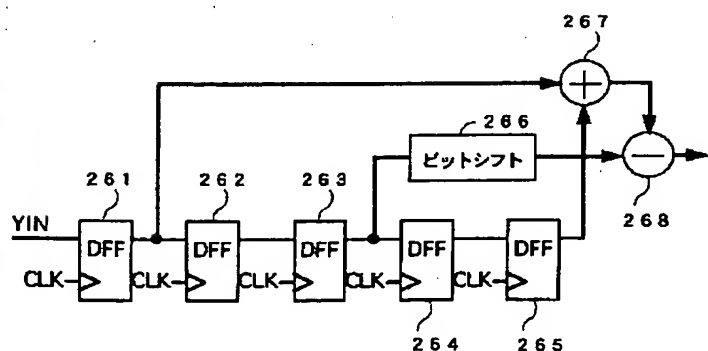 267
266
ビットシフト
268
261
262
263
YIN
DFF
DFF
DFF
DFF
DFF
CLK
CLK
CLK
CLK
CLK
264
265